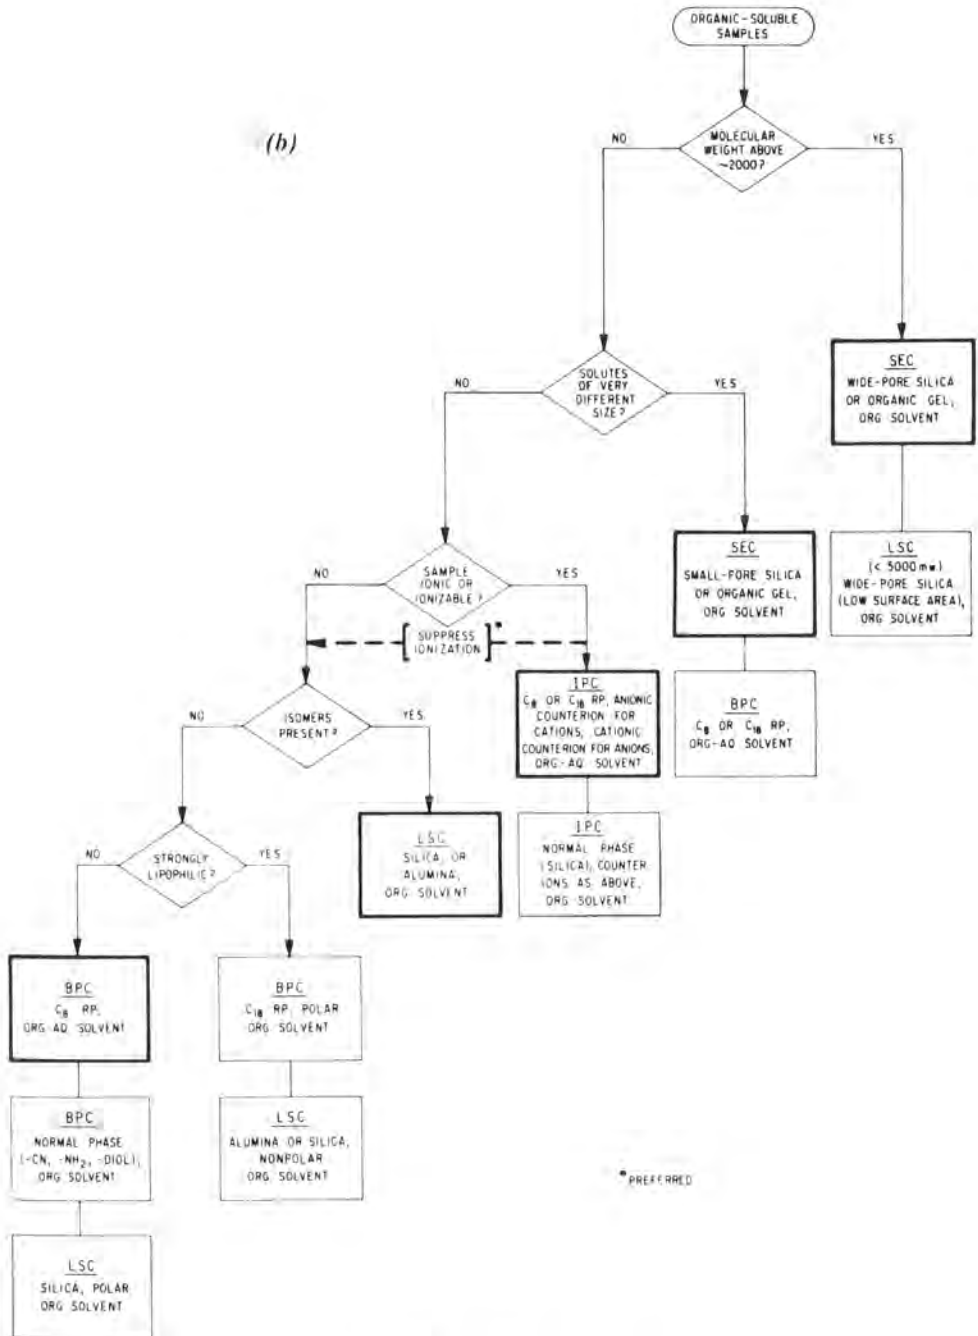 ORGANIC-SOLUBLE
SAMPLES
(b)
NO
MOLECULAR
WEIGHT ABOVE
~2000?
YES
NO
SOLUTES
OF VERY
DIFFERENT
SIZE?
YES
SEC
WIDE-PORE SILICA
OR ORGANIC GEL,
ORG SOLVENT
NO
SAMPLE
IONIC OR
IONIZABLE?
YES
SEC
SMALL-PORE SILICA
OR ORGANIC GEL,
ORG SOLVENT
LSC
(< 5000 mw)
WIDE-PORE SILICA
(LOW SURFACE AREA),
ORG SOLVENT
[SUPPRESS
IONIZATION]*
NO
ISOMERS
PRESENT?
YES
IPC
C8 OR C18 RP, ANIONIC
COUNTERION FOR
CATIONS, CATIONIC
COUNTERION FOR ANIONS,
ORG-AQ SOLVENT
BPC
C8 OR C18 RP,
ORG-AQ SOLVENT
NO
STRONGLY
LIPOPHILIC?
YES
LSC
SILICA, OR
ALUMINA,
ORG SOLVENT
IPC
NORMAL PHASE
(SILICA), COUNTER
IONS AS ABOVE,
ORG SOLVENT
BPC
C8 RP,
ORG-AQ SOLVENT
BPC
C18 RP, POLAR
ORG SOLVENT
BPC
NORMAL PHASE
(-CN, -NH2, -DIOL),
ORG SOLVENT
LSC
ALUMINA OR SILICA,
NONPOLAR
ORG SOLVENT
*PREFERRED
LSC
SILICA, POLAR
ORG SOLVENT